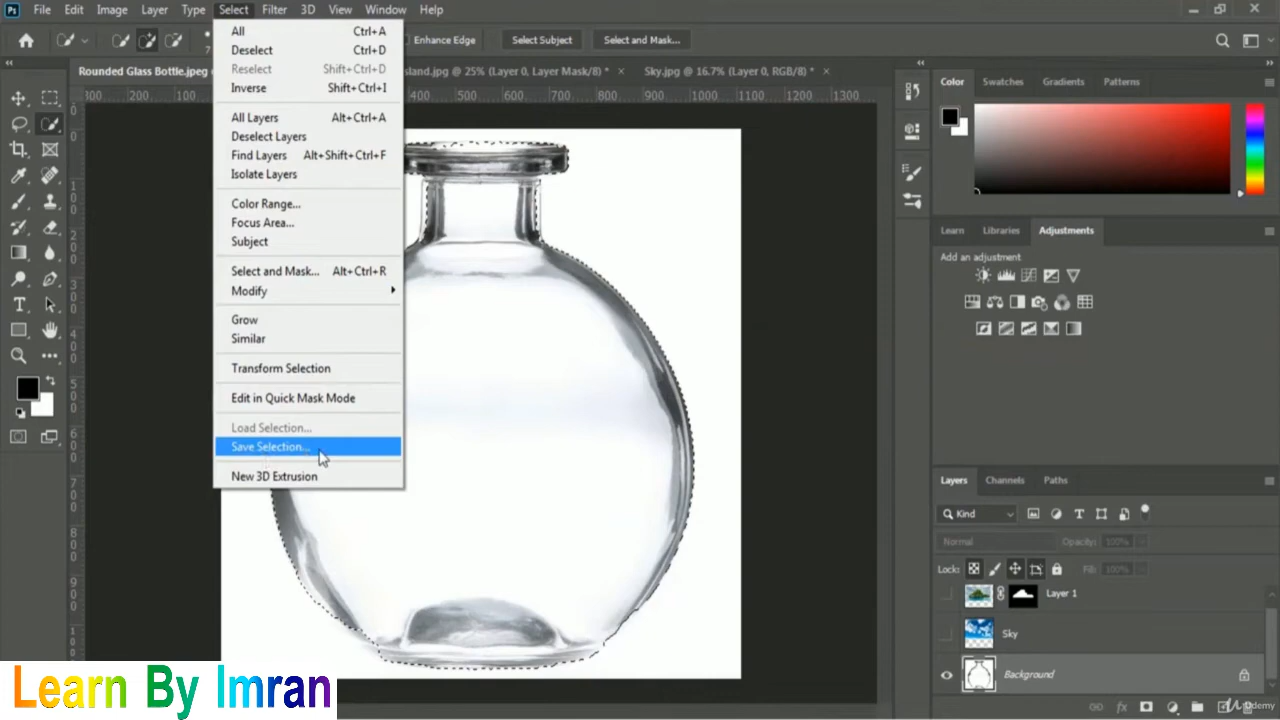 Ps File Edit Image Layer Type Select Filter 3D View Window Help
Enhance Edge Select Subject Select and Mask...
Rounded Glass Bottle.jpeg sland.jpg @ 25% (Layer 0, Layer Mask/8) * × Sky.jpg @ 16.7% (Layer 0, RGB/8) * ×
300 200 100 400 500 600 700 800 900 1000 1100 1200 1300
All Ctrl+A
Deselect Ctrl+D
Reselect Shift+Ctrl+D
Inverse Shift+Ctrl+I
All Layers Alt+Ctrl+A
Deselect Layers
Find Layers Alt+Shift+Ctrl+F
Isolate Layers
Color Range...
Focus Area...
Subject
Select and Mask... Alt+Ctrl+R
Modify
Grow
Similar
Transform Selection
Edit in Quick Mask Mode
Load Selection...
Save Selection...
New 3D Extrusion
Color Swatches Gradients Patterns
Learn Libraries Adjustments
Add an adjustment
Layers Channels Paths
Kind
Normal Opacity: 100%
Lock: Fill: 100%
Layer 1
Sky
Background
Learn By Imran
Udemy